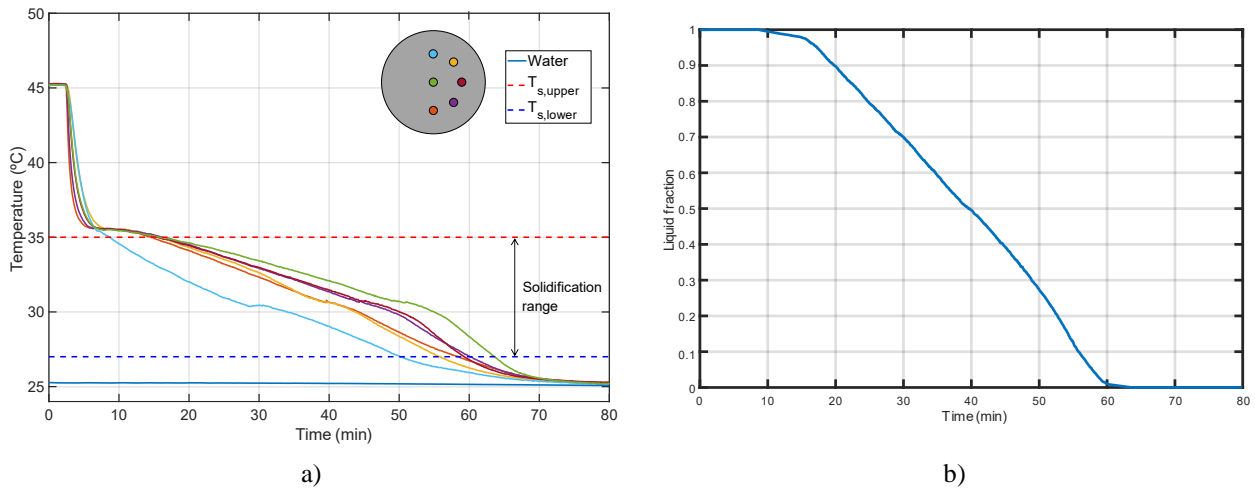 50
45
40
35
30
25
Temperature (ºC)
0 10 20 30 40 50 60 70 80
Time (min)
Water
Ts,upper
Ts,lower
Solidification
range
a)
1
0.9
0.8
0.7
0.6
0.5
0.4
0.3
0.2
0.1
0
Liquid fraction
0 10 20 30 40 50 60 70 80
Time (min)
b)